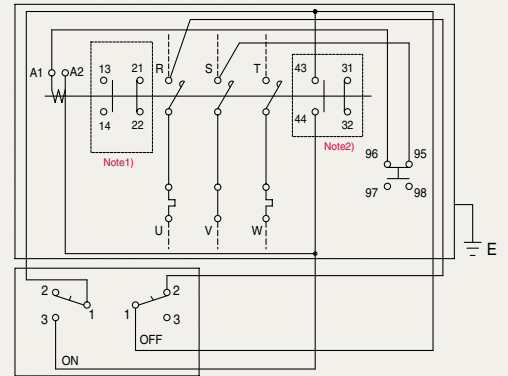 A1 A2 13 21 R S T 43 31
14 22 44 32
Note1) Note2)
96 95
97 98
U V W
E
2 1 3 ON
1 2 3 OFF